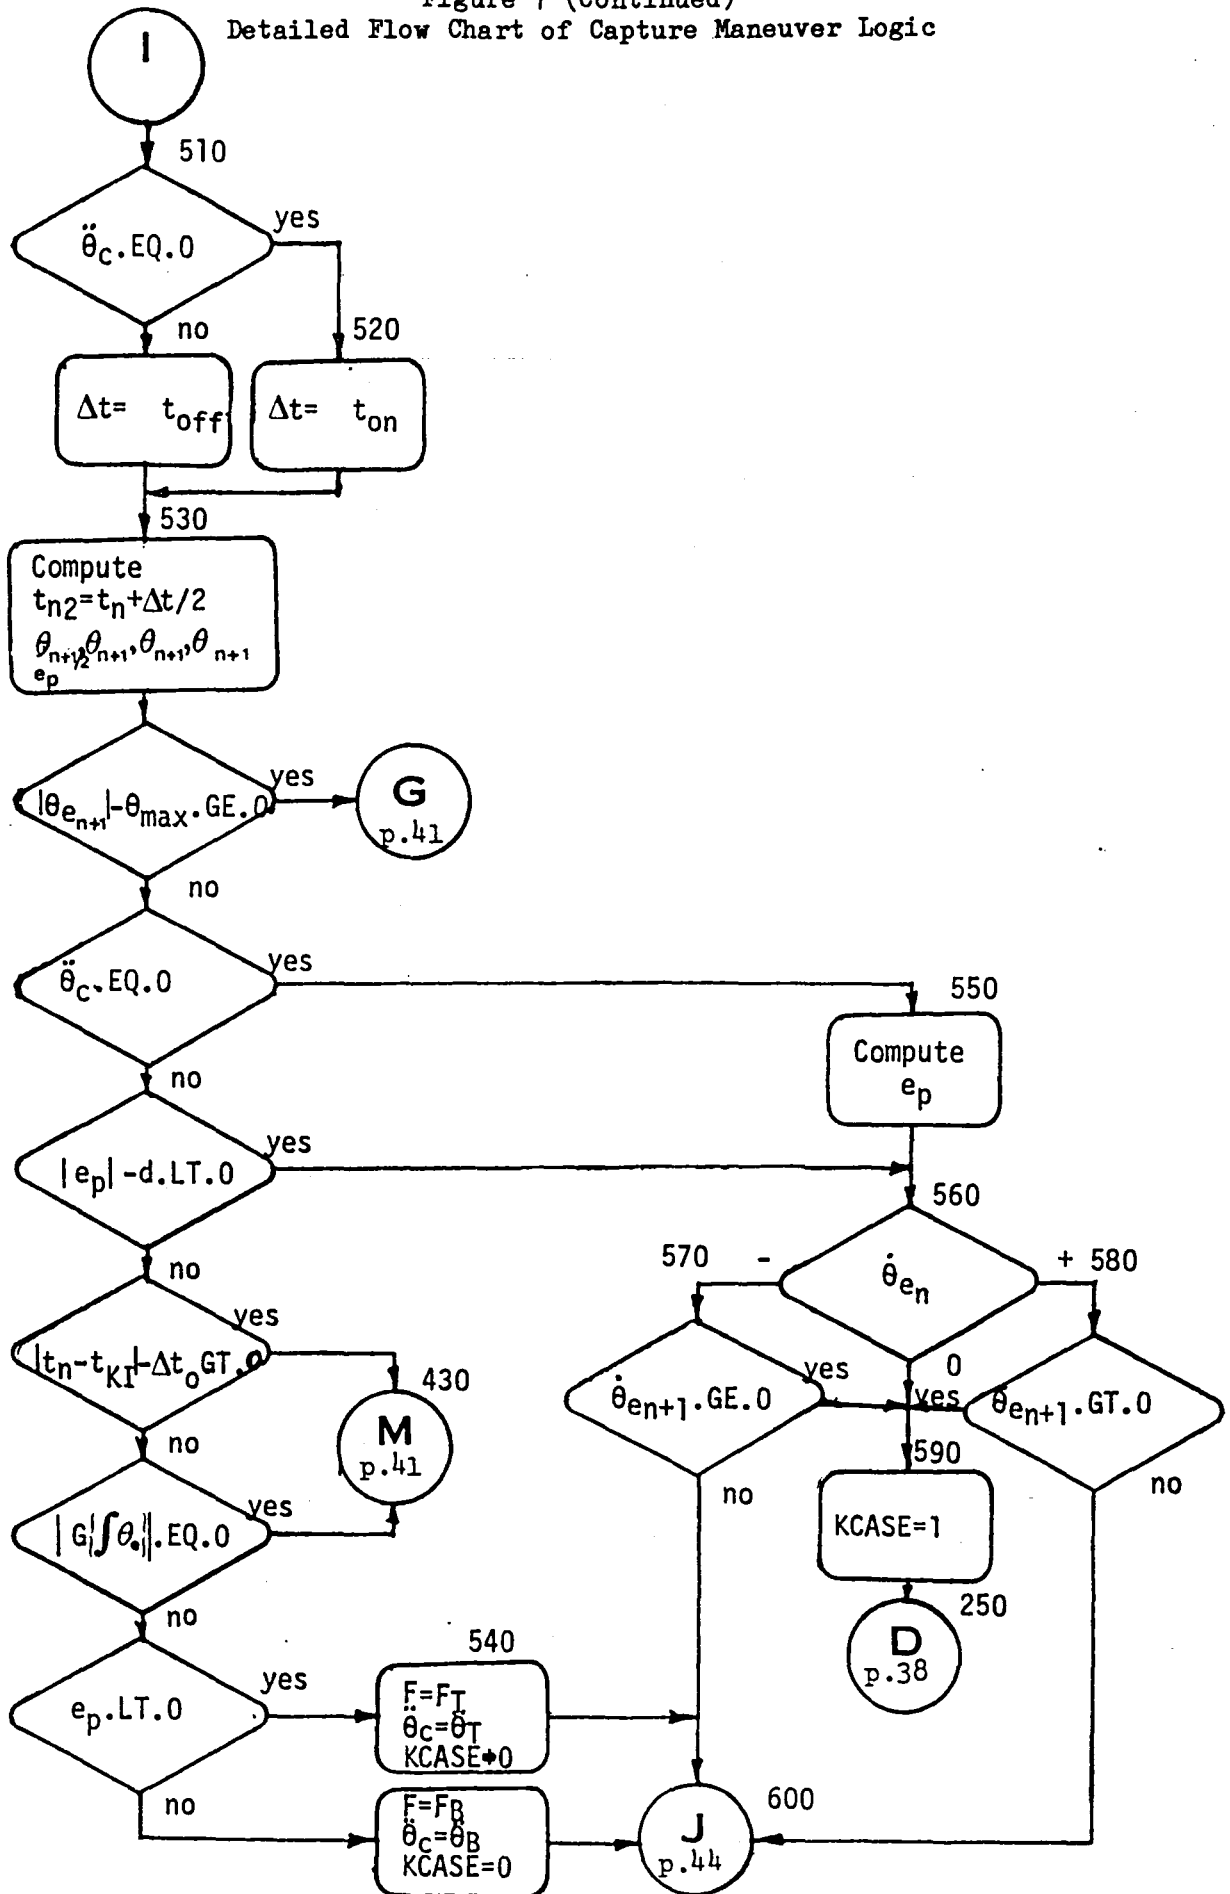 Figure 7 (Continued)
Detailed Flow Chart of Capture Maneuver Logic
I
510
θ̈c.EQ.0
yes
no
520
Δt= toff
Δt= ton
530
Compute
tn2=tn+Δt/2
θn+1/2,θn+1,θn+1,θn+1
ep
|θen+1|-θmax.GE.0
yes
G
p.41
no
θ̈c.EQ.0
yes
550
Compute
ep
no
|ep|-d.LT.0
yes
560
θ̇en
570
-
+ 580
0
no
|tn-tKI|-Δto GT.0
yes
430
M
p.41
θ̇en+1.GE.0
yes
yes
θen+1.GT.0
no
no
590
KCASE=1
no
|G{∫θ.}|.EQ.0
yes
250
D
p.38
no
ep.LT.0
yes
540
F=FT
θ̈c=θ̈T
KCASE=0
no
F=FB
θ̈c=θ̈B
KCASE=0
600
J
p.44